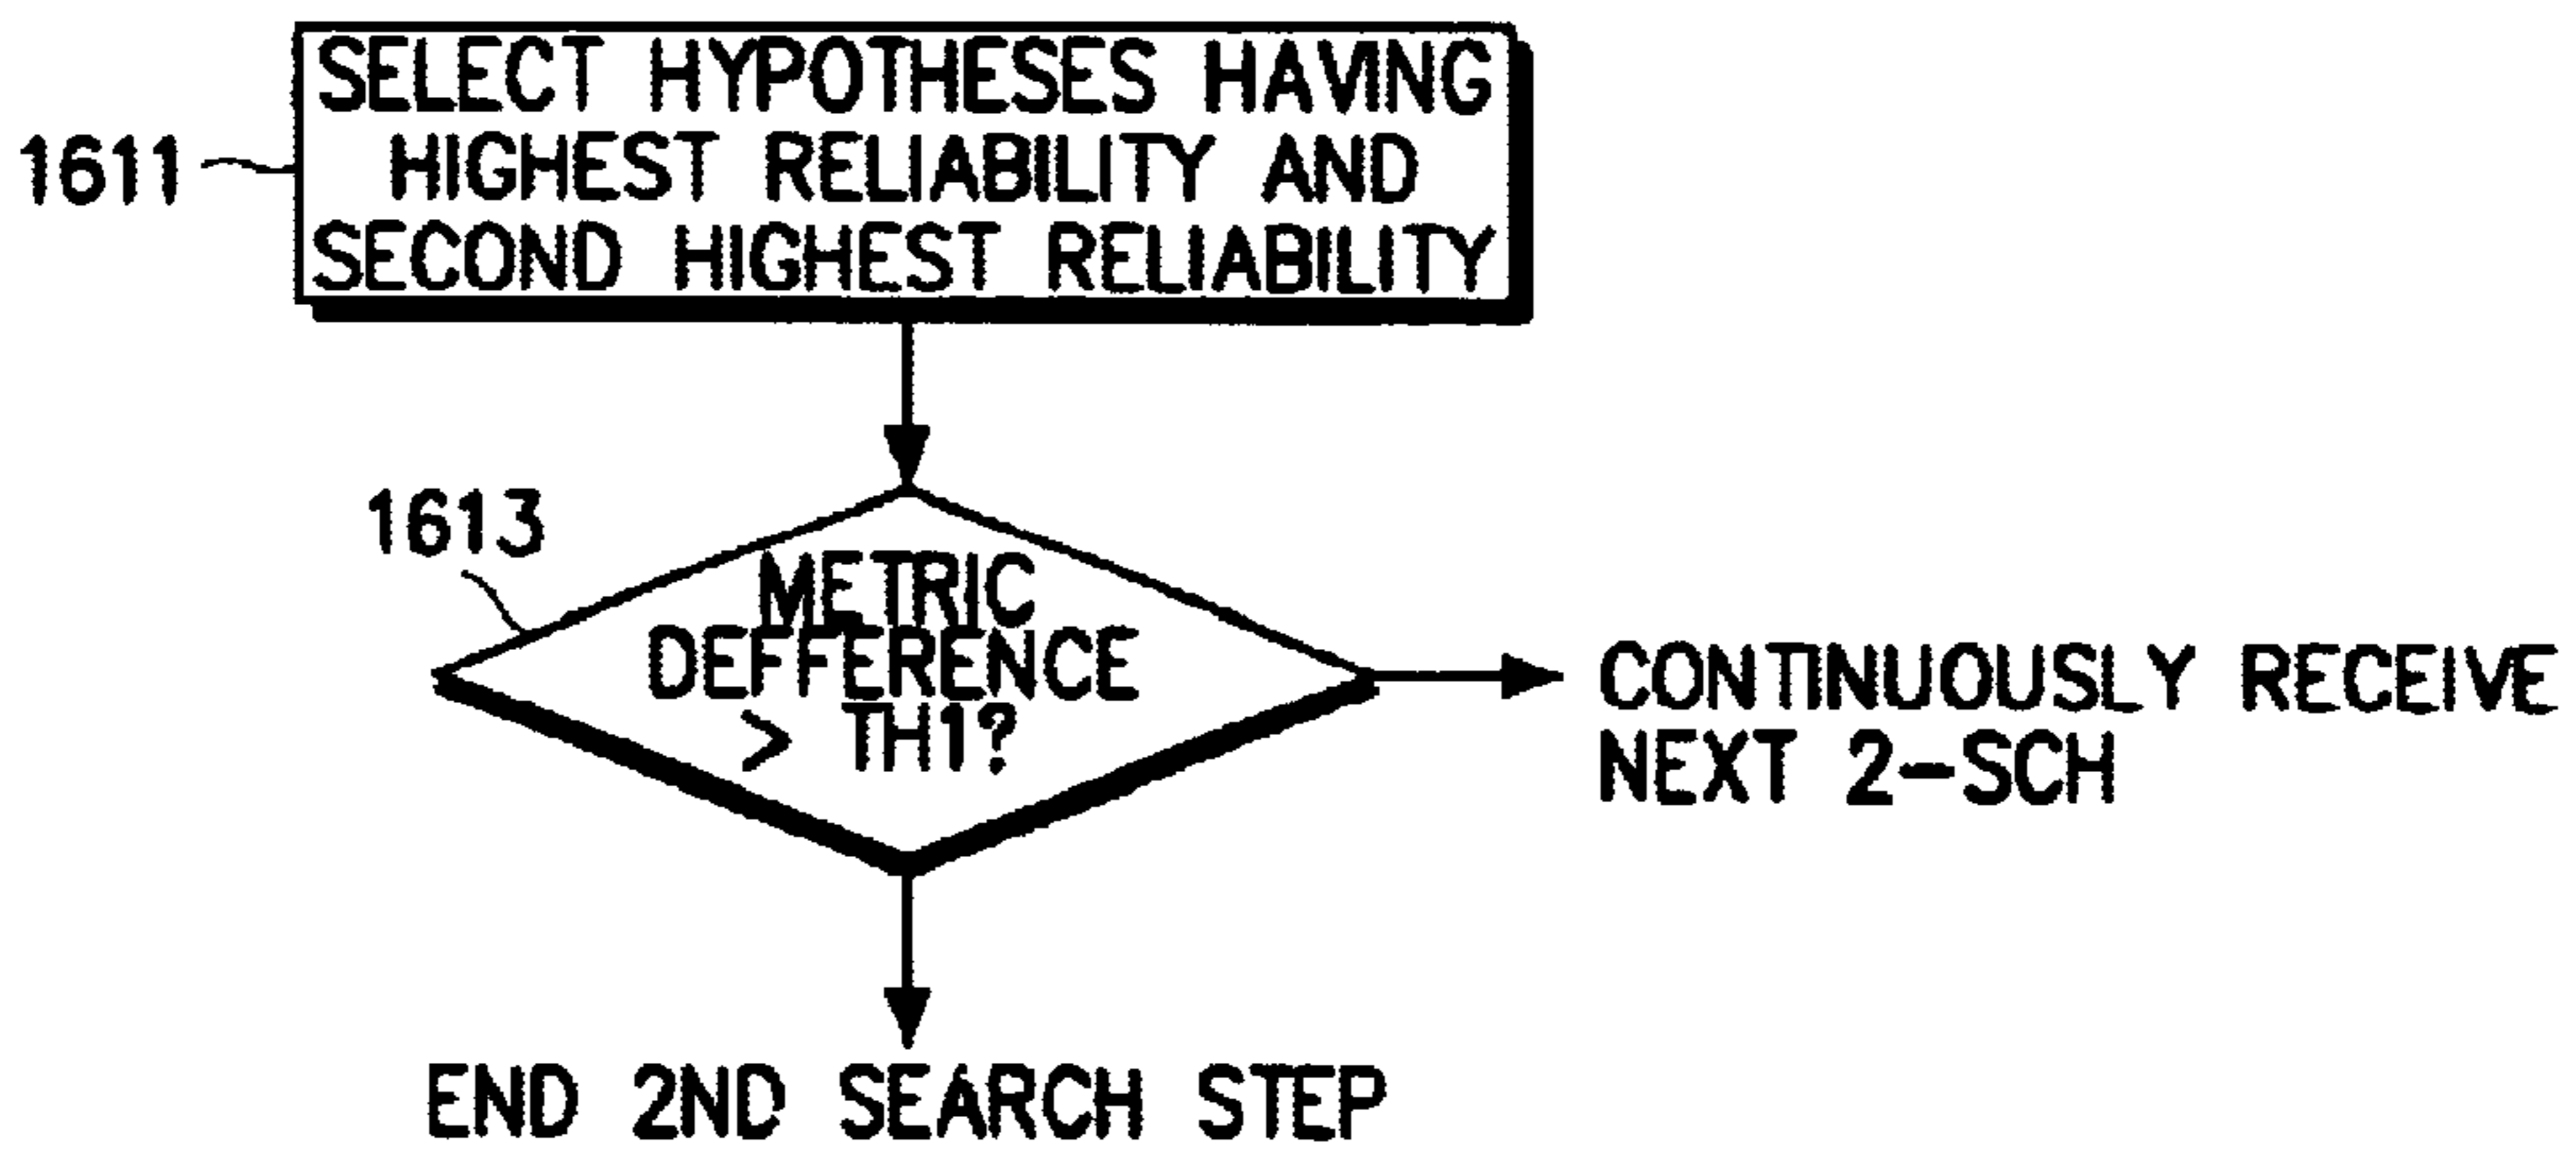 SELECT HYPOTHESES HAVING
HIGHEST RELIABILITY AND
SECOND HIGHEST RELIABILITY
1611
1613
METRIC
DEFFERENCE
> TH1?
CONTINUOUSLY RECEIVE
NEXT 2-SCH
END 2ND SEARCH STEP